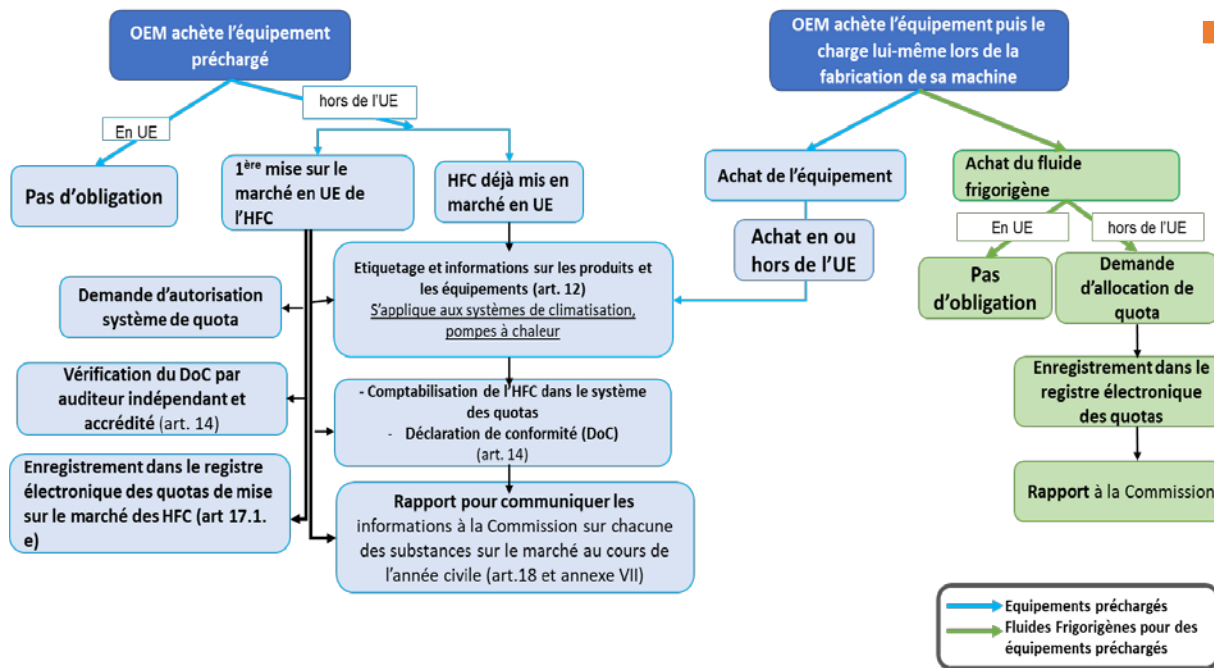 OEM achète l'équipement
préchargé
OEM achète l'équipement puis le
charge lui-même lors de la
fabrication de sa machine
En UE
hors de l'UE
Pas d'obligation
1ère mise sur le
marché en UE de
l'HFC
HFC déjà mis en
marché en UE
Achat de l'équipement
Achat du fluide
frigorigène
En UE
hors de l'UE
Achat en ou
hors de l'UE
Pas
d'obligation
Demande
d'allocation de
quota
Etiquetage et informations sur les produits et
les équipements (art. 12)
S'applique aux systèmes de climatisation,
pompes à chaleur
Demande d'autorisation
système de quota
Vérification du DoC par
auditeur indépendant et
accrédité (art. 14)
- Comptabilisation de l'HFC dans le système
des quotas
- Déclaration de conformité (DoC)
(art. 14)
Enregistrement dans le
registre électronique
des quotas
Enregistrement dans le registre
électronique des quotas de mise
sur le marché des HFC (art 17.1.
e)
Rapport pour communiquer les
informations à la Commission sur chacune
des substances sur le marché au cours de
l'année civile (art.18 et annexe VII)
Rapport à la Commission
Equipements préchargés
Fluides Frigorigènes pour des
équipements préchargés